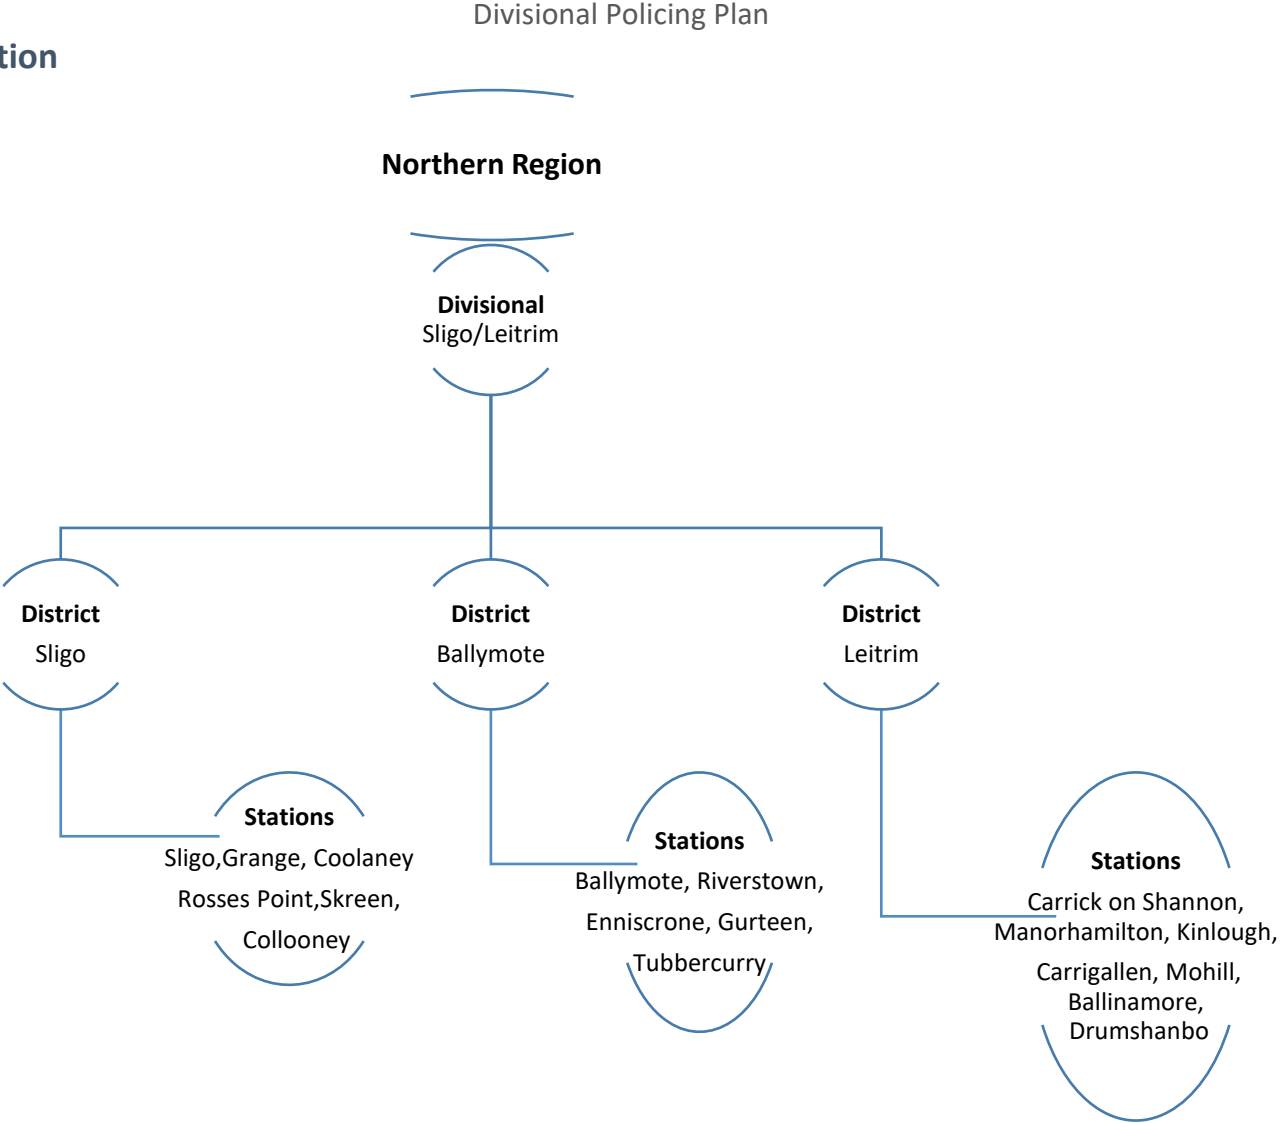 Divisional Policing Plan
tion
Northern Region
Divisional
Sligo/Leitrim
District
Sligo
District
Ballymote
District
Leitrim
Stations
Sligo,Grange, Coolaney
Rosses Point,Skreen,
Collooney
Stations
Ballymote, Riverstown,
Enniscrone, Gurteen,
Tubbercurry
Stations
Carrick on Shannon,
Manorhamilton, Kinlough,
Carrigallen, Mohill,
Ballinamore,
Drumshanbo